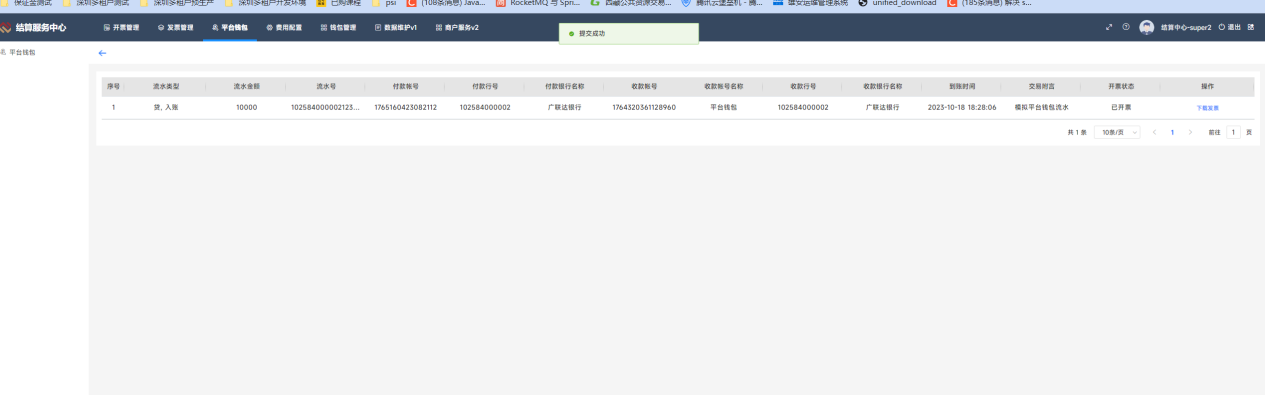 保证金测试 深圳多租户测试 深圳多租户预生产 深圳多租户开发环境 已购课程 psi (108条消息) Java... RocketMQ 与 Spri... 四疆公共资源交易... 腾讯云堡垒机 - 腾... 雄安运维管理系统 unified_download (185条消息) 解决 s...
结算服务中心 开票管理 发票管理 平台钱包 费用配置 钱包管理 数据维护v1 商户服务v2 提交成功 结算中心-super2 退出
平台钱包
序号 流水类型 流水金额 流水号 付款帐号 付款行号 付款银行名称 收款帐号 收款帐号名称 收款行号 收款银行名称 到账时间 交易附言 开票状态 操作
1 贷, 入账 10000 102584000002123... 1765160423082112 102584000002 广联达银行 1764320361128960 平台钱包 102584000002 广联达银行 2023-10-18 18:28:06 模拟平台钱包流水 已开票 下载发票
共 1 条 10条/页 1 前往 1 页